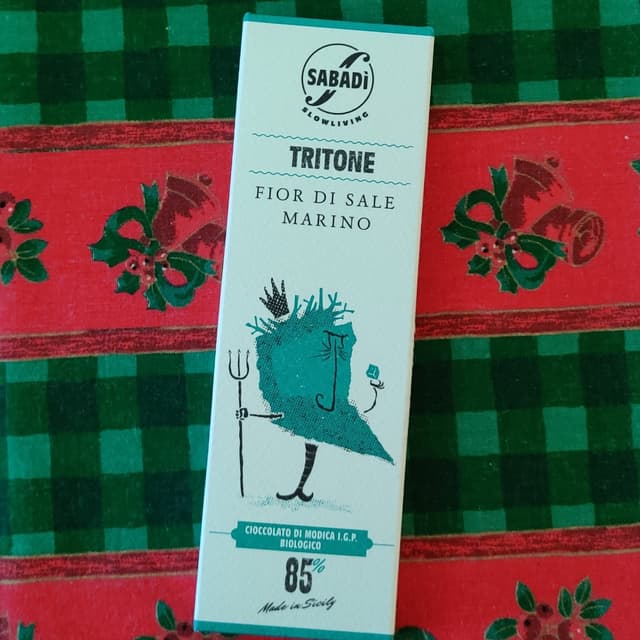 SABADÌ
SLOWLIVING
TRITONE
FIOR DI SALE
MARINO
CIOCCOLATO DI MODICA I.G.P.
BIOLOGICO
85%
Made in Sicily